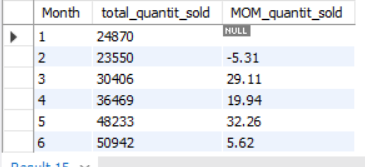 Month total_quantit_sold MOM_quantit_sold
1 24870 NULL
2 23550 -5.31
3 30406 29.11
4 36469 19.94
5 48233 32.26
6 50942 5.62
Result 15